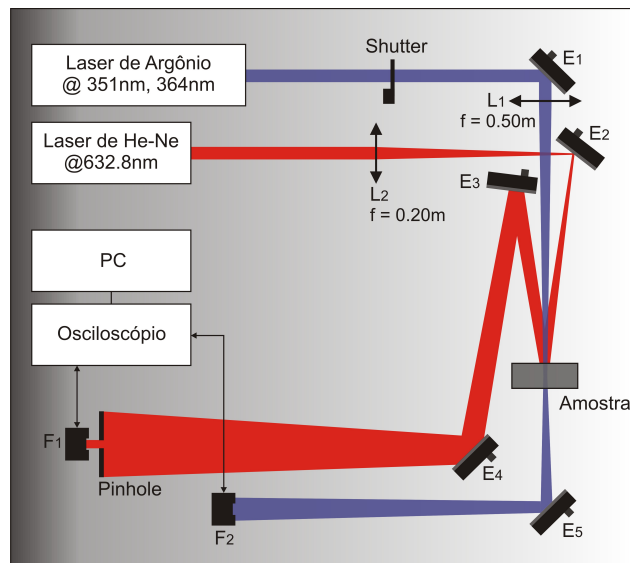 Laser de Argônio
@ 351nm, 364nm
Shutter
E1
L1
f = 0.50m
Laser de He-Ne
@632.8nm
E2
E3
L2
f = 0.20m
PC
Osciloscópio
Amostra
F1
E4
Pinhole
F2
E5